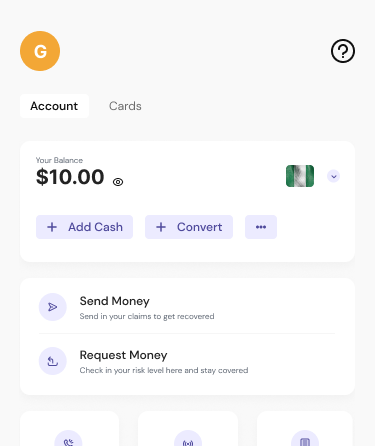 G
Account
Cards
Your Balance
$10.00
Add Cash
Convert
Send Money
Send in your claims to get recovered
Request Money
Check in your risk level here and stay covered